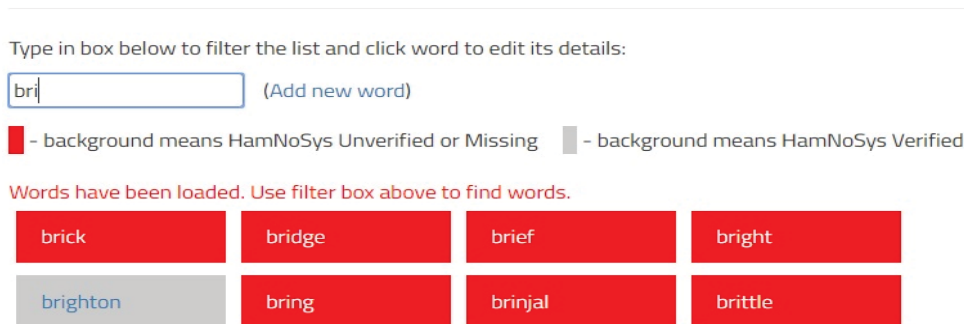 Type in box below to filter the list and click word to edit its details:
bri (Add new word)
- background means HamNoSys Unverified or Missing - background means HamNoSys Verified
Words have been loaded. Use filter box above to find words.
brick bridge brief bright
brighton bring brinjal brittle